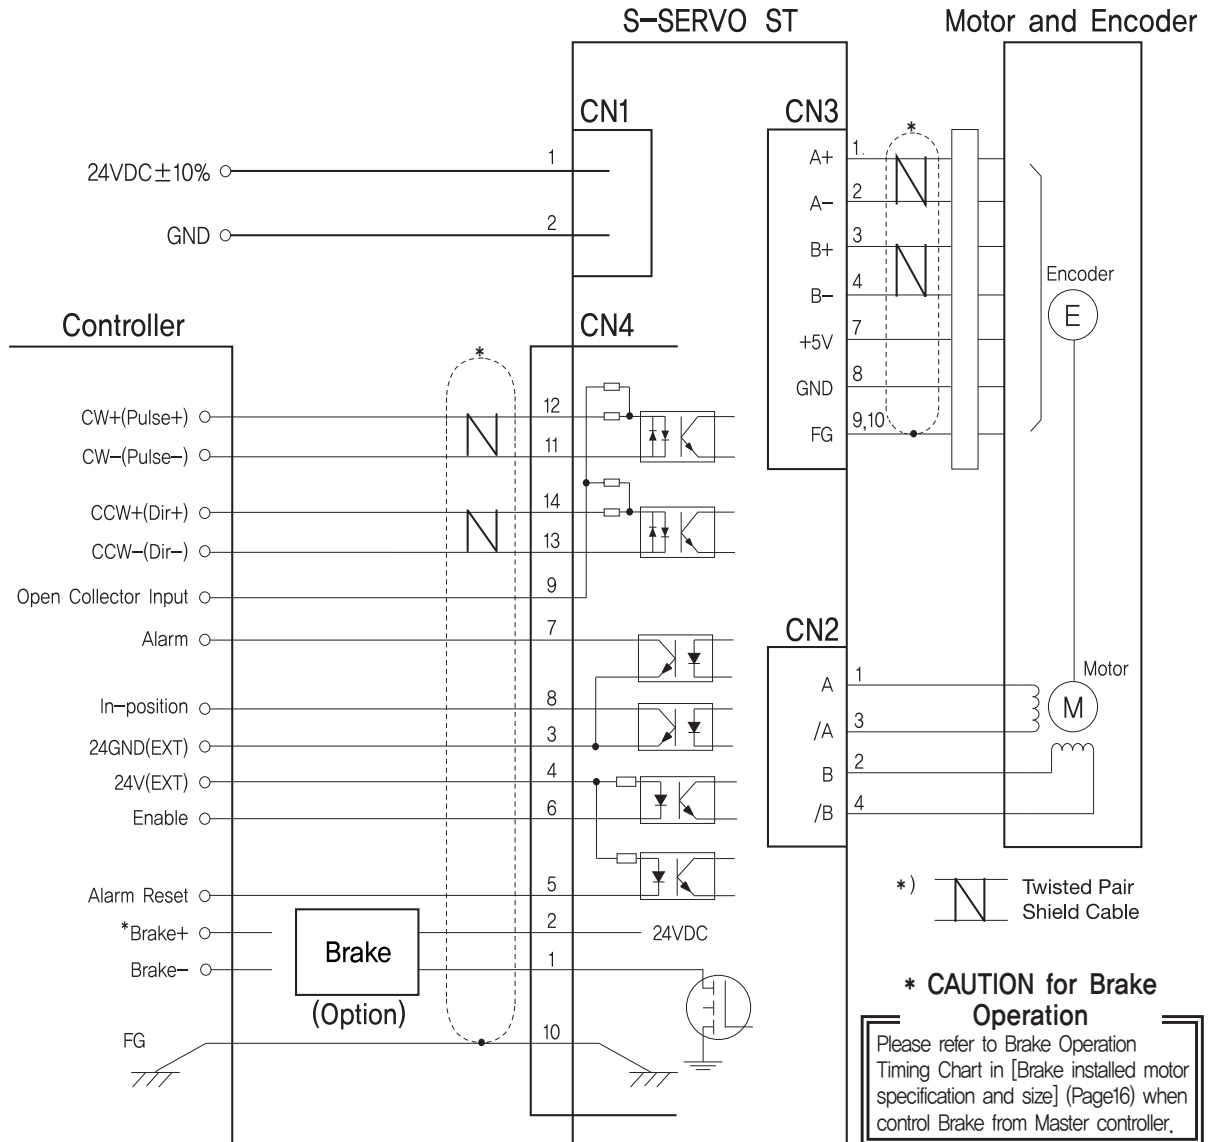 S-SERVO ST
Motor and Encoder
CN1
24VDC±10%
1
GND
2
CN3
*
A+
1.
A-
2
B+
3
B-
4
+5V
7
GND
8
FG
9,10
Encoder
E
Controller
CN4
*
CW+(Pulse+)
12
CW-(Pulse-)
11
CCW+(Dir+)
14
CCW-(Dir-)
13
Open Collector Input
9
Alarm
7
In-position
8
24GND(EXT)
3
24V(EXT)
4
Enable
6
Alarm Reset
5
*Brake+
2
24VDC
Brake-
1
Brake
(Option)
FG
10
CN2
A
1
/A
3
B
2
/B
4
Motor
M
*)
Twisted Pair
Shield Cable
* CAUTION for Brake
Operation
Please refer to Brake Operation
Timing Chart in [Brake installed motor
specification and size] (Page16) when
control Brake from Master controller.